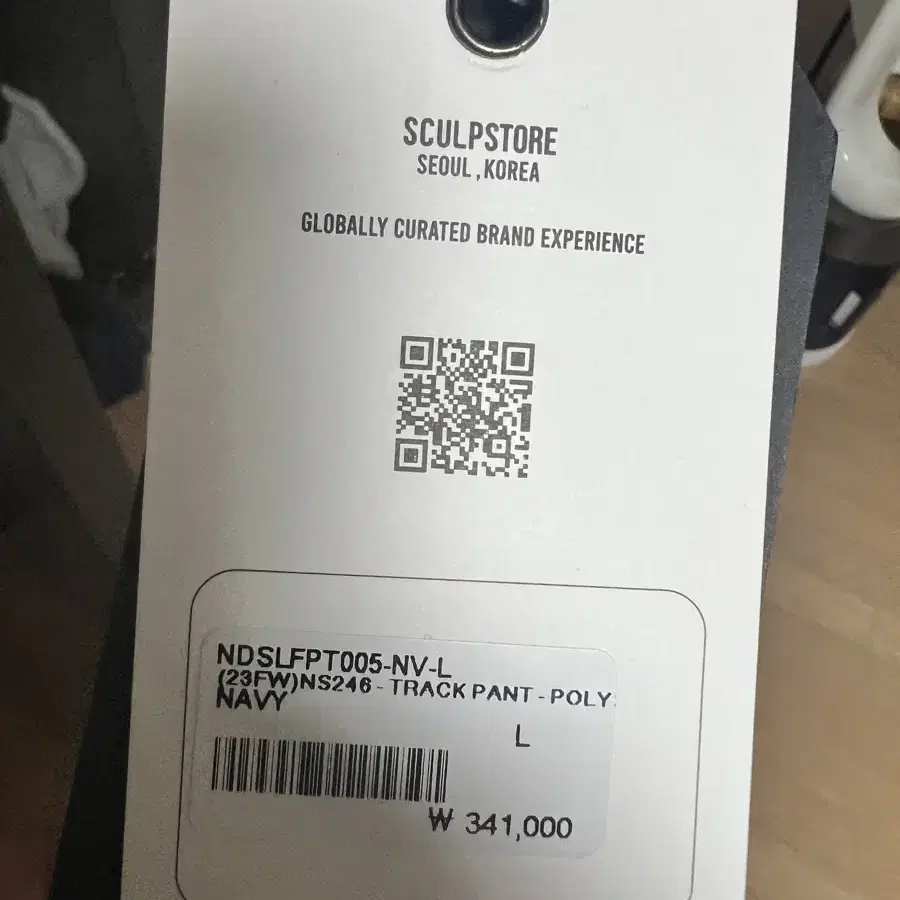 SCULPSTORE
SEOUL , KOREA
GLOBALLY CURATED BRAND EXPERIENCE
NDSLFPT005-NV-L
(23FW)NS246 - TRACK PANT - POLY
NAVY
L
₩ 341,000